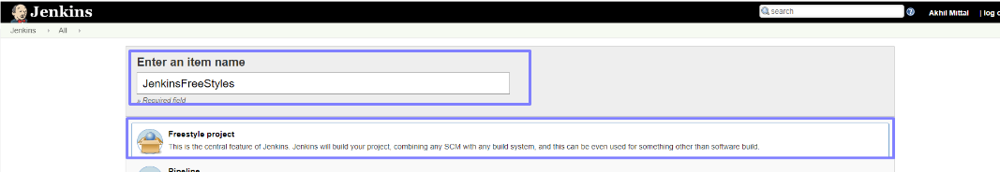 Jenkins
search
Akhil Mittal
| log o
Jenkins
All
Enter an item name
JenkinsFreeStyles
» Required field
Freestyle project
This is the central feature of Jenkins. Jenkins will build your project, combining any SCM with any build system, and this can be even used for something other than software build.
Pipeline